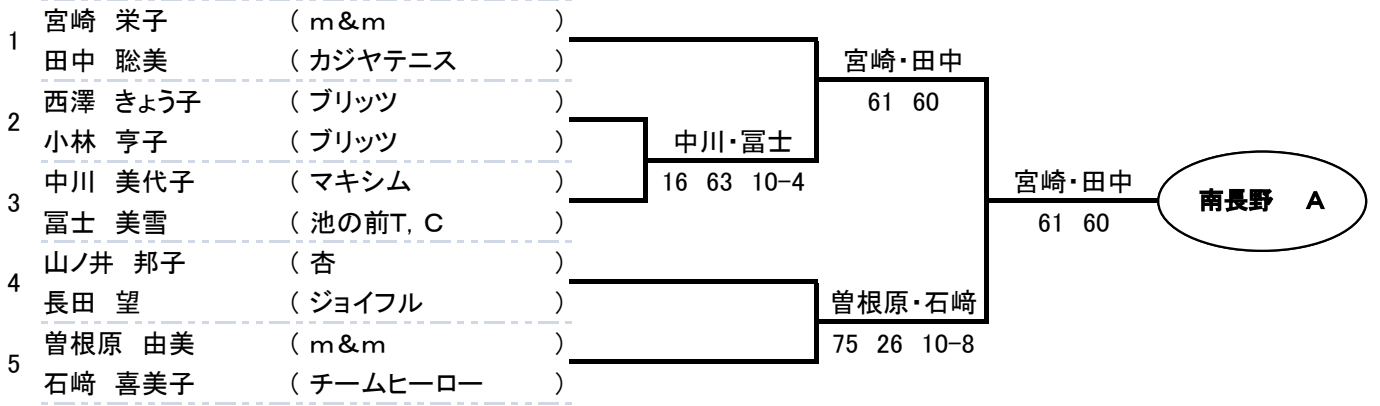 1
宮崎 栄子 ( m&m )
田中 聡美 ( カジヤテニス )
2
西澤 きょう子 ( ブリッツ )
小林 亨子 ( ブリッツ )
3
中川 美代子 ( マキシム )
冨士 美雪 ( 池の前T, C )
4
山ノ井 邦子 ( 杏 )
長田 望 ( ジョイフル )
5
曽根原 由美 ( m&m )
石﨑 喜美子 ( チームヒーロー )
中川・冨士
16 63 10-4
宮崎・田中
61 60
曽根原・石﨑
75 26 10-8
宮崎・田中
61 60
南長野 A